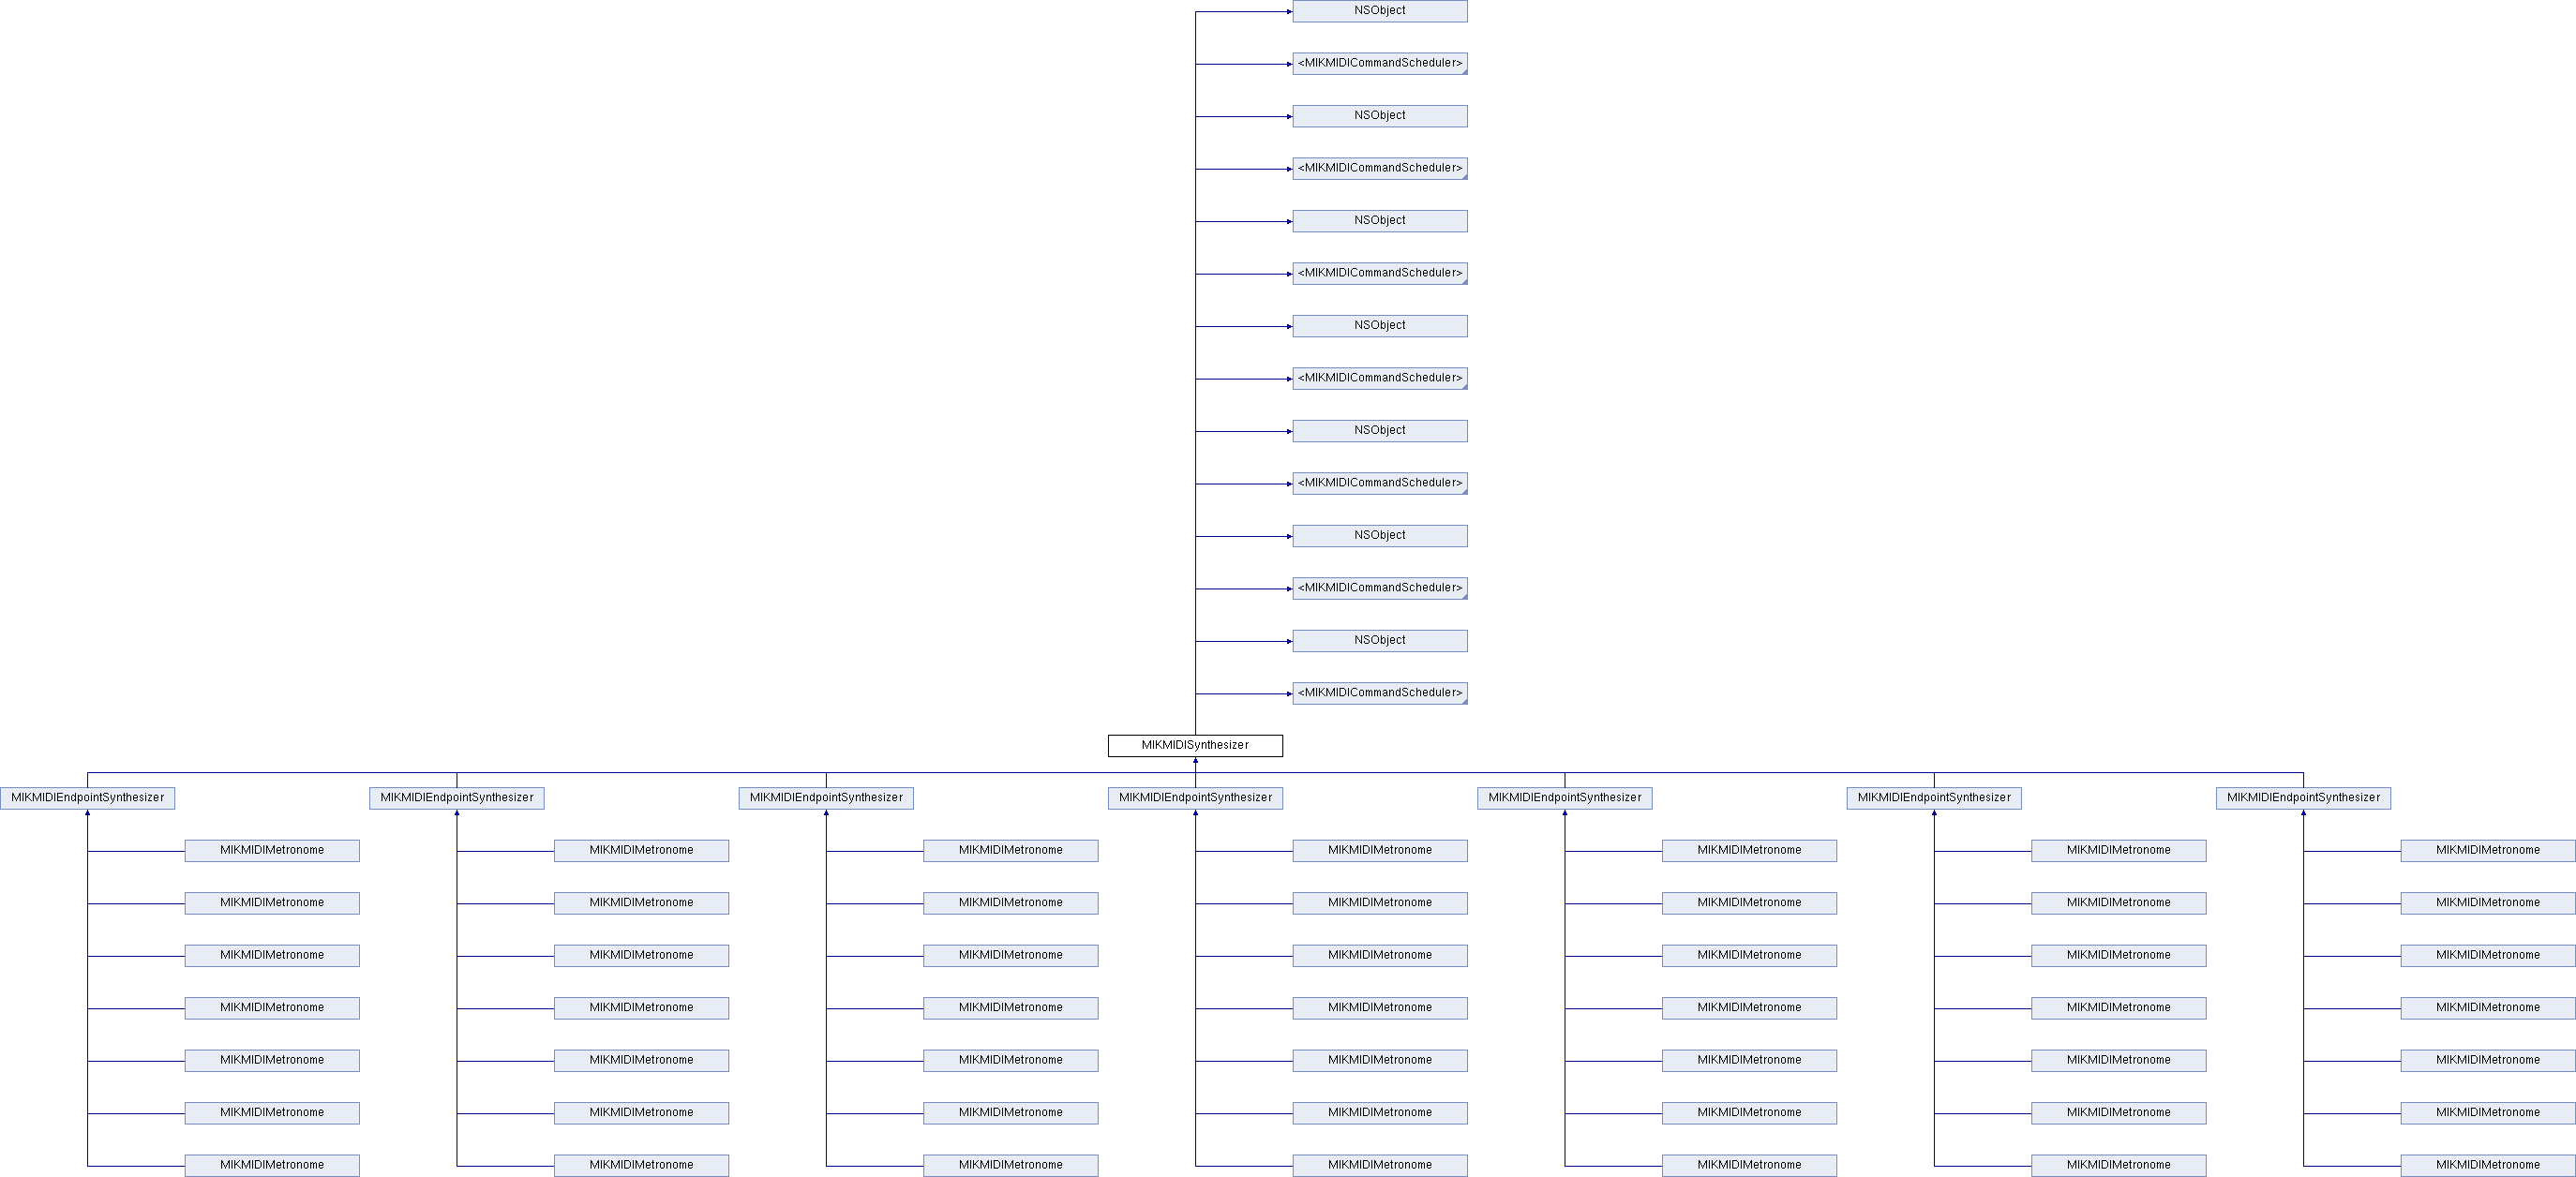 NSObject
<MIKMIDICommandScheduler>
NSObject
<MIKMIDICommandScheduler>
NSObject
<MIKMIDICommandScheduler>
NSObject
<MIKMIDICommandScheduler>
NSObject
<MIKMIDICommandScheduler>
NSObject
<MIKMIDICommandScheduler>
NSObject
<MIKMIDICommandScheduler>
MIKMIDISynthesizer
MIKMIDIEndpointSynthesizer MIKMIDIEndpointSynthesizer MIKMIDIEndpointSynthesizer MIKMIDIEndpointSynthesizer MIKMIDIEndpointSynthesizer MIKMIDIEndpointSynthesizer MIKMIDIEndpointSynthesizer
MIKMIDIMetronome MIKMIDIMetronome MIKMIDIMetronome MIKMIDIMetronome MIKMIDIMetronome MIKMIDIMetronome MIKMIDIMetronome
MIKMIDIMetronome MIKMIDIMetronome MIKMIDIMetronome MIKMIDIMetronome MIKMIDIMetronome MIKMIDIMetronome MIKMIDIMetronome
MIKMIDIMetronome MIKMIDIMetronome MIKMIDIMetronome MIKMIDIMetronome MIKMIDIMetronome MIKMIDIMetronome MIKMIDIMetronome
MIKMIDIMetronome MIKMIDIMetronome MIKMIDIMetronome MIKMIDIMetronome MIKMIDIMetronome MIKMIDIMetronome MIKMIDIMetronome
MIKMIDIMetronome MIKMIDIMetronome MIKMIDIMetronome MIKMIDIMetronome MIKMIDIMetronome MIKMIDIMetronome MIKMIDIMetronome
MIKMIDIMetronome MIKMIDIMetronome MIKMIDIMetronome MIKMIDIMetronome MIKMIDIMetronome MIKMIDIMetronome MIKMIDIMetronome
MIKMIDIMetronome MIKMIDIMetronome MIKMIDIMetronome MIKMIDIMetronome MIKMIDIMetronome MIKMIDIMetronome MIKMIDIMetronome